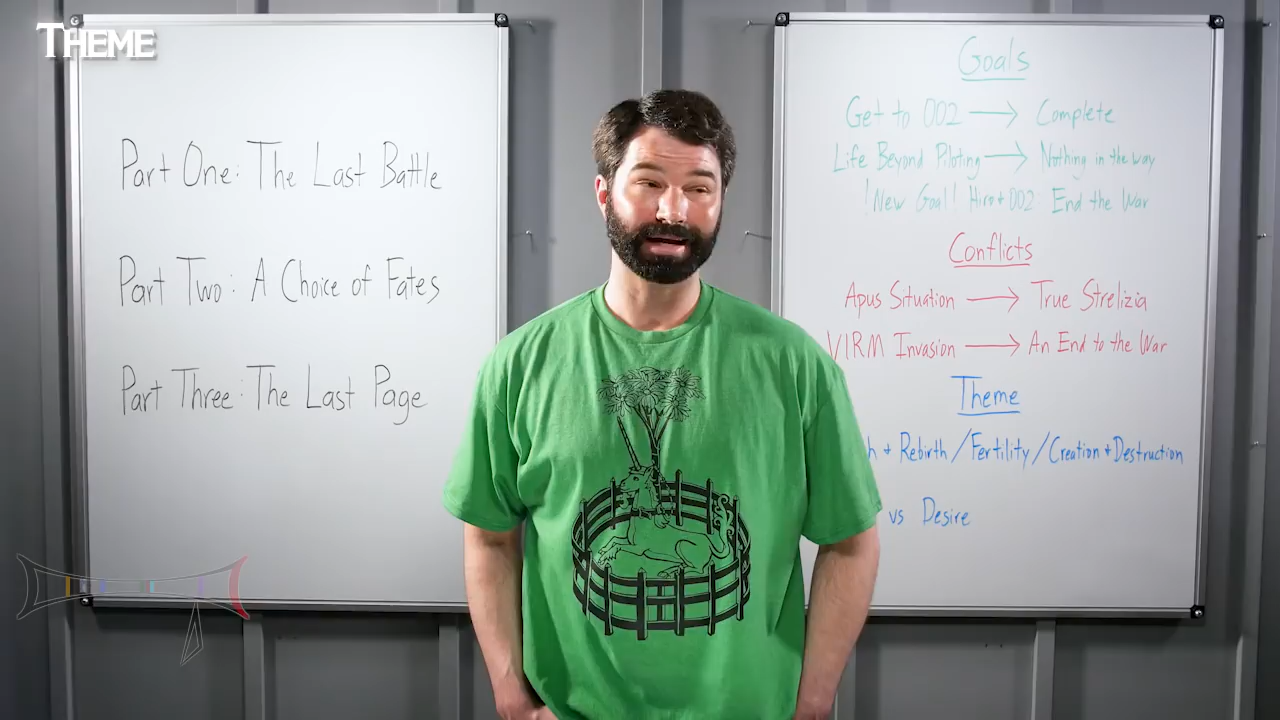 THEME
Part One: The Last Battle
Part Two: A Choice of Fates
Part Three: The Last Page
Goals
Get to 002 → Complete
Life Beyond Piloting → Nothing in the way
!New Goal! Hiro + 002: End the War
Conflicts
Apus Situation → True Strelizia
VIRM Invasion → An End to the War
Theme
h + Rebirth / Fertility / Creation + Destruction
vs Desire